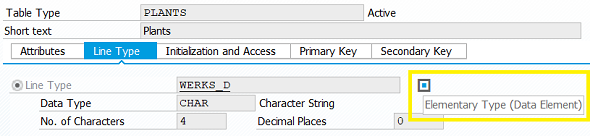 Table Type PLANTS Active
Short text Plants
Attributes Line Type Initialization and Access Primary Key Secondary Key
Line Type WERKS_D
Elementary Type (Data Element)
Data Type CHAR Character String
No. of Characters 4 Decimal Places 0